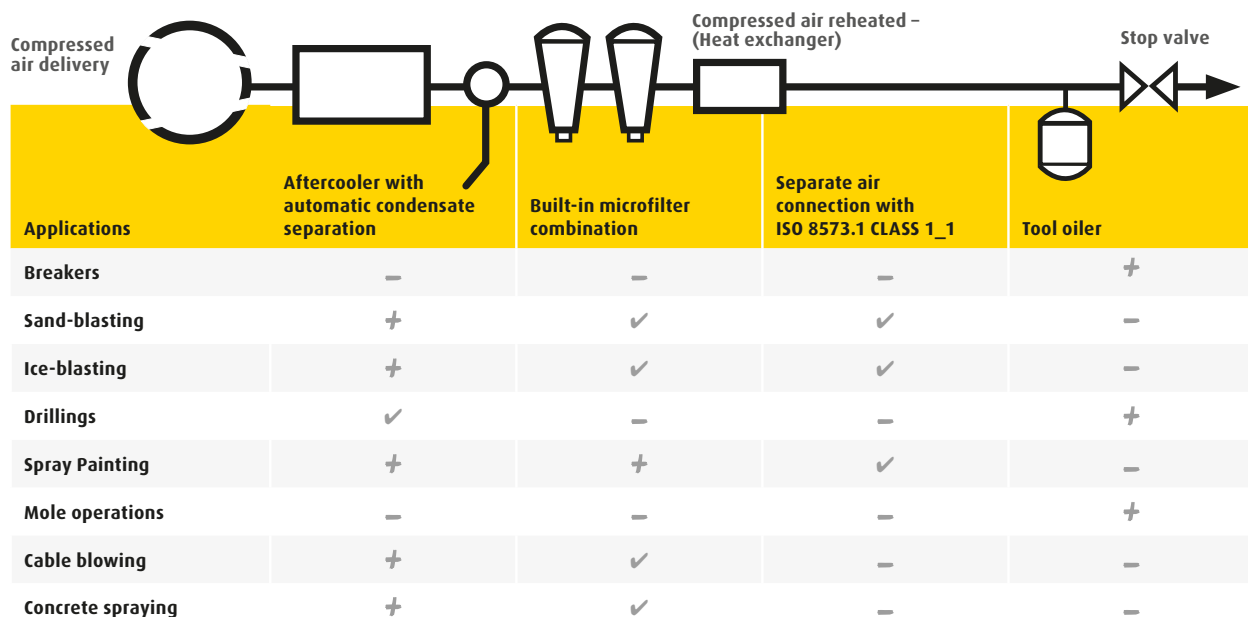 Compressed
air delivery
Compressed air reheated –
(Heat exchanger)
Stop valve
Applications
Aftercooler with
automatic condensate
separation
Built-in microfilter
combination
Separate air
connection with
ISO 8573.1 CLASS 1_1
Tool oiler
Breakers – – – +
Sand-blasting + ✔ ✔ –
Ice-blasting + ✔ ✔ –
Drillings ✔ – – +
Spray Painting + + ✔ –
Mole operations – – – +
Cable blowing + ✔ – –
Concrete spraying + ✔ – –